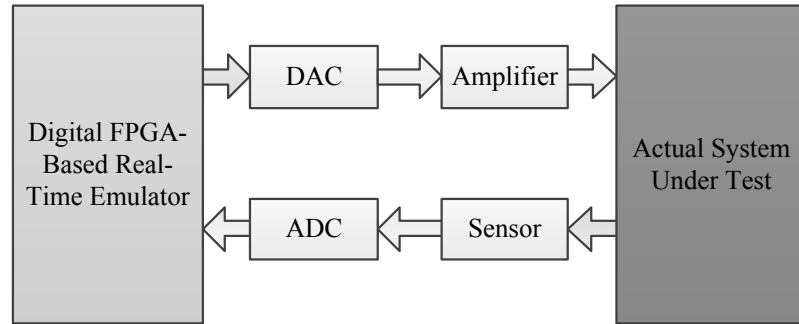 Digital FPGA-
Based Real-
Time Emulator
DAC
Amplifier
ADC
Sensor
Actual System
Under Test